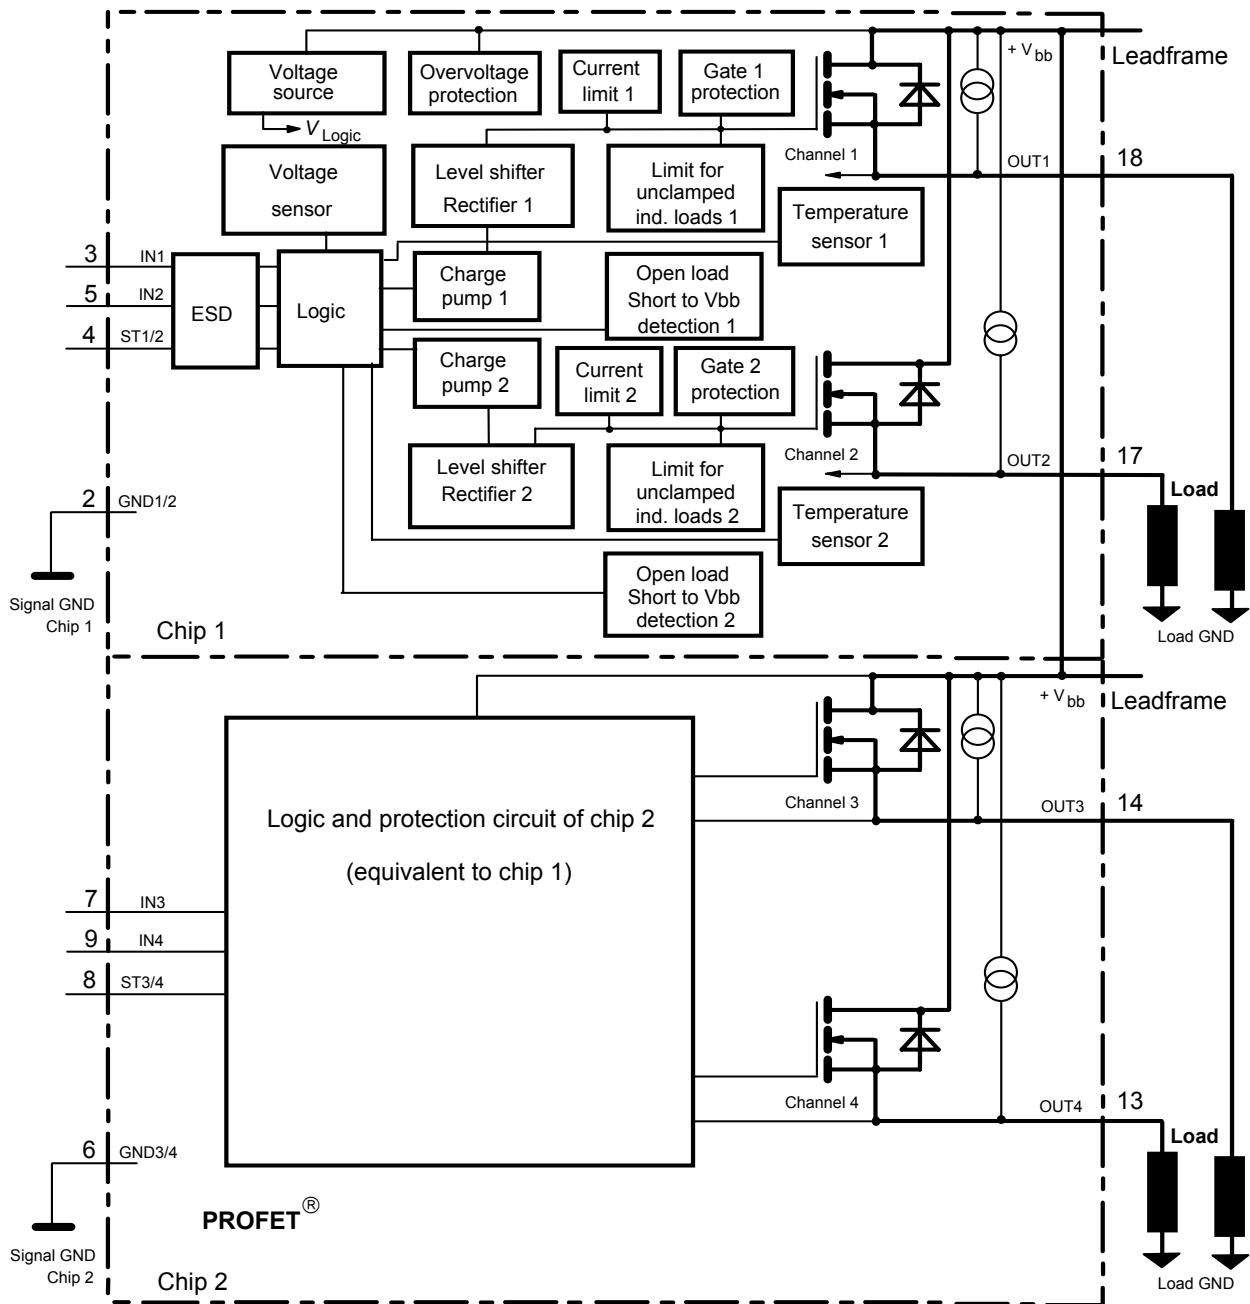 + Vbb
Leadframe
Voltage
source
Overvoltage
protection
Current
limit 1
Gate 1
protection
VLogic
Voltage
sensor
Level shifter
Rectifier 1
Limit for
unclamped
ind. loads 1
Channel 1
OUT1
18
Temperature
sensor 1
3
IN1
5
IN2
4
ST1/2
ESD
Logic
Charge
pump 1
Open load
Short to Vbb
detection 1
Charge
pump 2
Current
limit 2
Gate 2
protection
Level shifter
Rectifier 2
Limit for
unclamped
ind. loads 2
Channel 2
OUT2
17
Load
Temperature
sensor 2
2
GND1/2
Signal GND
Chip 1
Open load
Short to Vbb
detection 2
Load GND
Chip 1
+ Vbb
Leadframe
Logic and protection circuit of chip 2
(equivalent to chip 1)
Channel 3
OUT3
14
7
IN3
9
IN4
8
ST3/4
Channel 4
OUT4
13
Load
6
GND3/4
Signal GND
Chip 2
PROFET®
Load GND
Chip 2